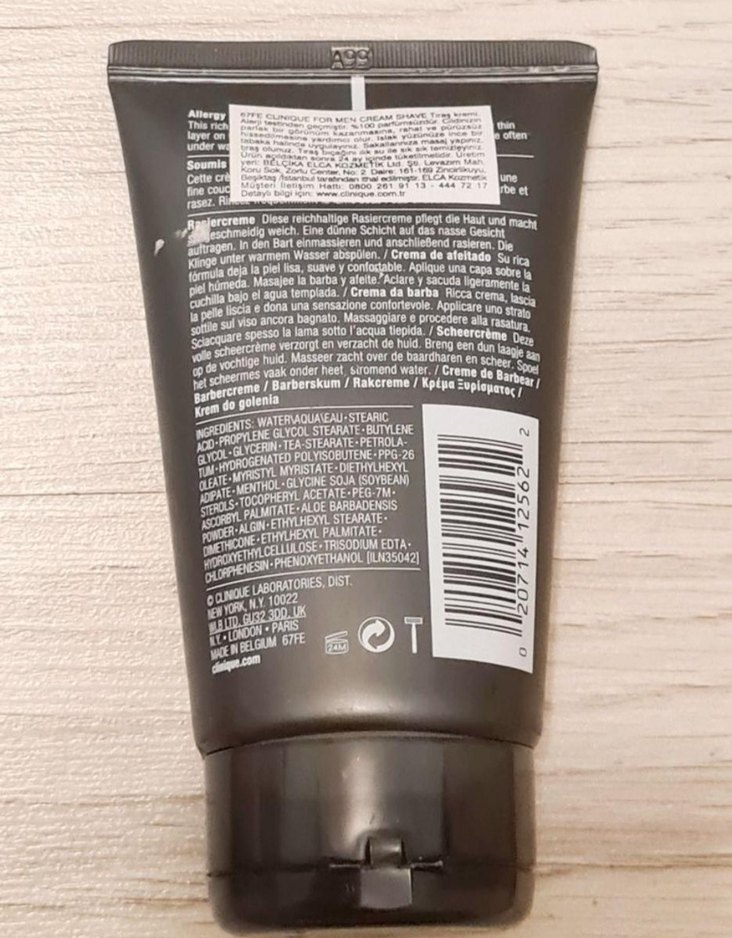 A99
Allergy
This rich thin
layer on often
under wa
67FE CLINIQUE FOR MEN CREAM SHAVE Tıraş kremi.
Alerji testinden geçmiştir. %100 parfümsüzdür. Cildinizin
parlak bir görünüm kazanmasına, rahat ve pürüzsüz
hissedilmesine yardımcı olur. Islak yüzünüze ince bir
tabaka halinde uygulayınız. Sakallarınıza masaj yapınız,
tıraş olunuz. Tıraş bıçağını ılık su ile sık sık temizleyiniz.
Ürün açıldıktan sonra 24 ay içinde tüketilmelidir. Üretim
yeri: BELÇİKA ELCA KOZMETİK Ltd. Şti. Levazım Mah.
Koru Sok. Zorlu Center, No: 2 Daire: 161-169 Zincirlikuyu,
Beşiktaş /İstanbul tarafından ithal edilmiştir. ELCA Kozmetik
Müşteri İletişim Hattı: 0800 261 91 13 - 444 72 17
Detaylı bilgi için: www.clinique.com.tr
Soumis
Cette crè une
fine couc rbe et
rasez.
Rasiercreme Diese reichhaltige Rasiercreme pflegt die Haut und macht
geschmeidig weich. Eine dünne Schicht auf das nasse Gesicht
auftragen. In den Bart einmassieren und anschließend rasieren. Die
Klinge unter warmem Wasser abspülen. / Crema de afeitado Su rica
fórmula deja la piel lisa, suave y confortable. Aplique una capa sobre la
piel húmeda. Masajee la barba y afeite. Aclare y sacuda ligeramente la
cuchilla bajo el agua templada. / Crema da barba Ricca crema, lascia
la pelle liscia e dona una sensazione confortevole. Applicare uno strato
sottile sul viso ancora bagnato. Massaggiare e procedere alla rasatura.
Sciacquare spesso la lama sotto l'acqua tiepida. / Scheercrème Deze
volle scheercrème verzorgt en verzacht de huid. Breng een dun laagje aan
op de vochtige huid. Masseer zacht over de baardharen en scheer. Spoel
het scheermes vaak onder heet, stromend water. / Creme de Barbear /
Barbercreme / Barberskum / Rakcreme / Κρέμα Ξυρίσματος /
Krem do golenia
INGREDIENTS: WATER\AQUA\EAU • STEARIC
ACID • PROPYLENE GLYCOL STEARATE • BUTYLENE
GLYCOL • GLYCERIN • TEA-STEARATE • PETROLA-
TUM • HYDROGENATED POLYISOBUTENE • PPG-26
OLEATE • MYRISTYL MYRISTATE • DIETHYLHEXYL
ADIPATE • MENTHOL • GLYCINE SOJA (SOYBEAN)
STEROLS • TOCOPHERYL ACETATE • PEG-7M •
ASCORBYL PALMITATE • ALOE BARBADENSIS
POWDER • ALGIN • ETHYLHEXYL STEARATE •
DIMETHICONE • ETHYLHEXYL PALMITATE •
HYDROXYETHYLCELLULOSE • TRISODIUM EDTA •
CHLORPHENESIN • PHENOXYETHANOL [ILN35042]
© CLINIQUE LABORATORIES, DIST.
NEW YORK, N.Y. 10022
WLB LTD. GU32 3DD, UK
N.Y. • LONDON • PARIS
MADE IN BELGIUM 67FE
clinique.com
24M
0 20714 12562 2